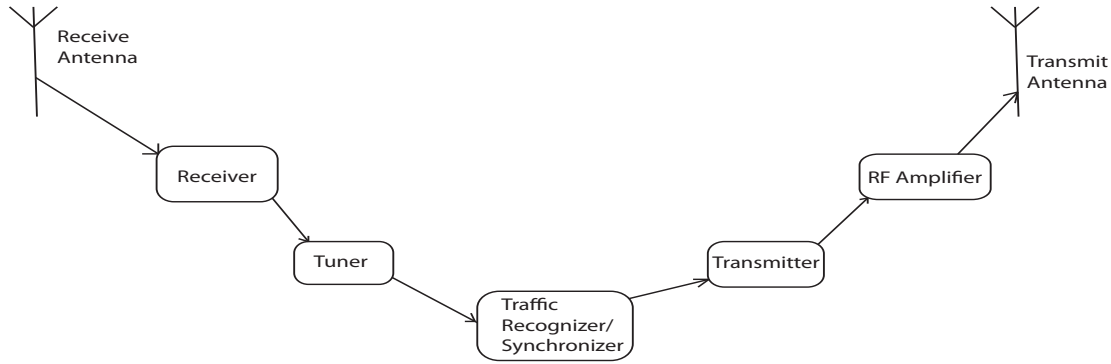 Receive
Antenna
Receiver
Tuner
Traffic
Recognizer/
Synchronizer
Transmitter
RF Amplifier
Transmit
Antenna